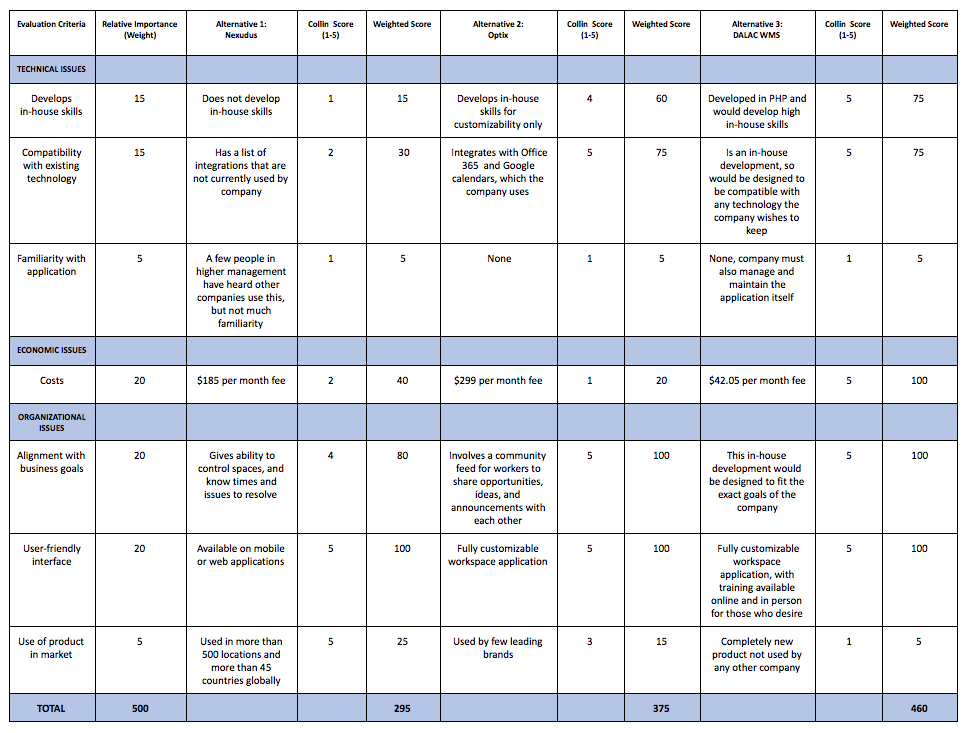 Evaluation Criteria Relative Importance (Weight) Alternative 1: Nexudus Collin Score (1-5) Weighted Score Alternative 2: Optix Collin Score (1-5) Weighted Score Alternative 3: DALAC WMS Collin Score (1-5) Weighted Score
TECHNICAL ISSUES
Develops in-house skills 15 Does not develop in-house skills 1 15 Develops in-house skills for customizability only 4 60 Developed in PHP and would develop high in-house skills 5 75
Compatibility with existing technology 15 Has a list of integrations that are not currently used by company 2 30 Integrates with Office 365 and Google calendars, which the company uses 5 75 Is an in-house development, so would be designed to be compatible with any technology the company wishes to keep 5 75
Familiarity with application 5 A few people in higher management have heard other companies use this, but not much familiarity 1 5 None 1 5 None, company must also manage and maintain the application itself 1 5
ECONOMIC ISSUES
Costs 20 $185 per month fee 2 40 $299 per month fee 1 20 $42.05 per month fee 5 100
ORGANIZATIONAL ISSUES
Alignment with business goals 20 Gives ability to control spaces, and know times and issues to resolve 4 80 Involves a community feed for workers to share opportunities, ideas, and announcements with each other 5 100 This in-house development would be designed to fit the exact goals of the company 5 100
User-friendly interface 20 Available on mobile or web applications 5 100 Fully customizable workspace application 5 100 Fully customizable workspace application, with training available online and in person for those who desire 5 100
Use of product in market 5 Used in more than 500 locations and more than 45 countries globally 5 25 Used by few leading brands 3 15 Completely new product not used by any other company 1 5
TOTAL 500 295 375 460